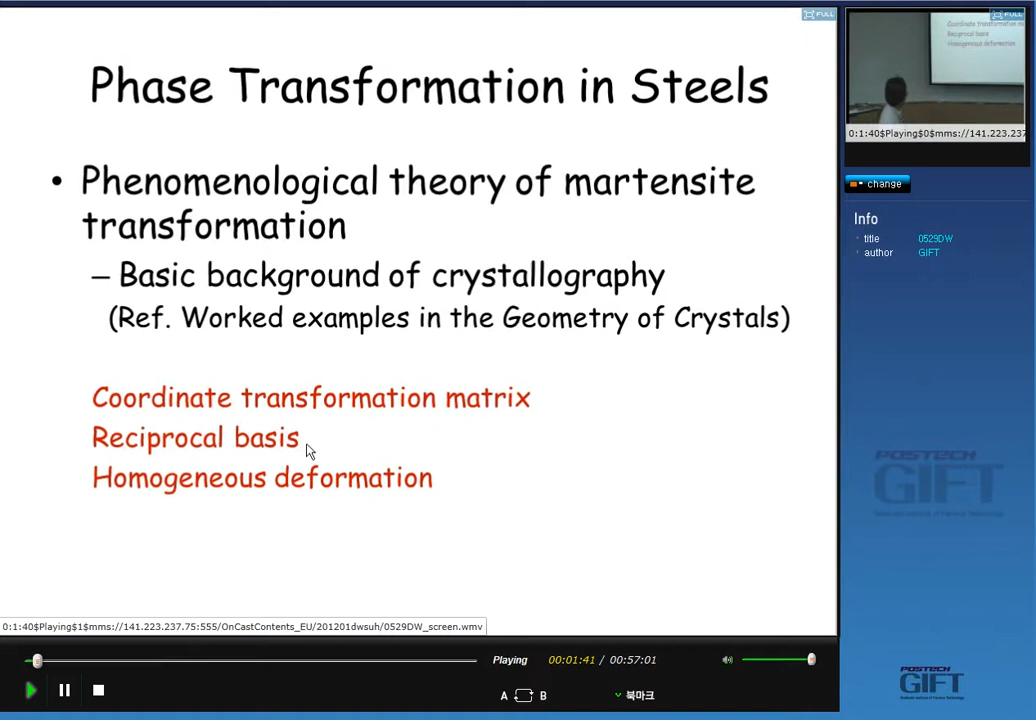 FULL
Phase Transformation in Steels
• Phenomenological theory of martensite
transformation
– Basic background of crystallography
(Ref. Worked examples in the Geometry of Crystals)
Coordinate transformation matrix
Reciprocal basis
Homogeneous deformation
0:1:40$Playing$1$mms://141.223.237.75:555/OnCastContents_EU/201201dwsuh/0529DW_screen.wmv
Playing 00:01:41 / 00:57:01
A B 북마크
FULL
Coordinate transformation m
Reciprocal basis
Homogeneous deformation
0:1:40$Playing$0$mms://141.223.237
change
Info
title 0529DW
author GIFT
POSTECH
GIFT
POSTECH
GIFT